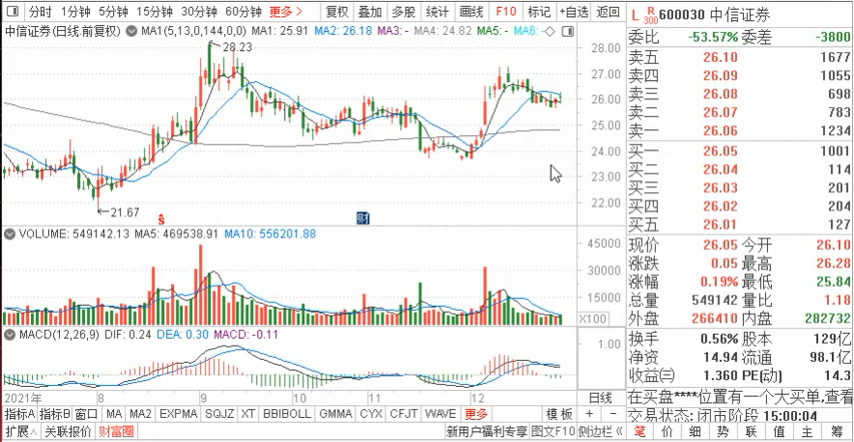 分时 1分钟 5分钟 15分钟 30分钟 60分钟 更多 复权 叠加 多股 统计 画线 F10 标记 +自选 返回
L R 300 600030 中信证券
中信证券(日线,前复权) MA1(5,13,0,144,0,0) MA1: 25.91 MA2: 26.18 MA3: - MA4: 24.82 MA5: - MA6: -
委比 -53.57% 委差 -3800
卖五 26.10 1677
卖四 26.09 1055
卖三 26.08 698
卖二 26.07 783
卖一 26.06 1234
买一 26.05 1001
买二 26.04 114
买三 26.03 201
买四 26.02 204
买五 26.01 127
现价 26.05 今开 26.10
涨跌 0.05 最高 26.28
涨幅 0.19% 最低 25.84
总量 549142 量比 1.18
外盘 266410 内盘 282732
换手 0.56% 股本 129亿
净资 14.94 流通 98.1亿
收益㈢ 1.360 PE(动) 14.3
在买盘****位置有一个大买单,查看
交易状态: 闭市阶段 15:00:04
笔 价 细 势 联 值 主 筹
28.23
28.00
27.00
26.00
25.00
24.00
23.00
22.00
21.67
S
财
VOLUME: 549142.13 MA5: 469538.91 MA10: 556201.88
45000
30000
15000
X100
MACD(12,26,9) DIF: 0.24 DEA: 0.30 MACD: -0.11
1.00
2021年 8 9 10 11 12 日线
指标A 指标B 窗口 MA MA2 EXPMA SQJZ XT BBIBOLL GMMA CYX CFJT WAVE 更多 模板 + -
扩展∧ 关联报价 财富圈 新用户福利专享 图文F10 侧边栏《